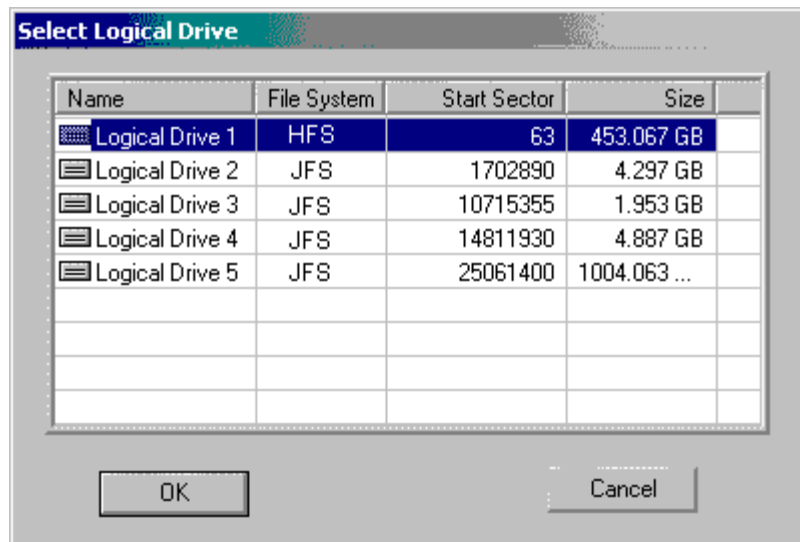 Select Logical Drive
Name File System Start Sector Size
Logical Drive 1 HFS 63 453.067 GB
Logical Drive 2 JFS 1702890 4.297 GB
Logical Drive 3 JFS 10715355 1.953 GB
Logical Drive 4 JFS 14811930 4.887 GB
Logical Drive 5 JFS 25061400 1004.063 ...
OK Cancel